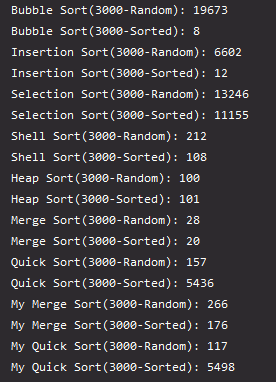 Bubble Sort(3000-Random): 19673
Bubble Sort(3000-Sorted): 8
Insertion Sort(3000-Random): 6602
Insertion Sort(3000-Sorted): 12
Selection Sort(3000-Random): 13246
Selection Sort(3000-Sorted): 11155
Shell Sort(3000-Random): 212
Shell Sort(3000-Sorted): 108
Heap Sort(3000-Random): 100
Heap Sort(3000-Sorted): 101
Merge Sort(3000-Random): 28
Merge Sort(3000-Sorted): 20
Quick Sort(3000-Random): 157
Quick Sort(3000-Sorted): 5436
My Merge Sort(3000-Random): 266
My Merge Sort(3000-Sorted): 176
My Quick Sort(3000-Random): 117
My Quick Sort(3000-Sorted): 5498